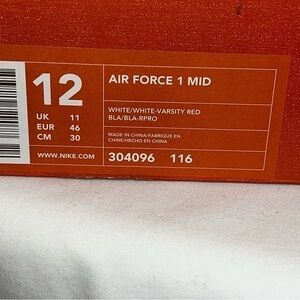 12
UK 11
EUR 46
CM 30
WWW.NIKE.COM
AIR FORCE 1 MID
WHITE/WHITE-VARSITY RED
BLA/BLA-RPRO
MADE IN CHINA/FABRIQUE EN
CHINE/HECHO EN CHINA
304096 116